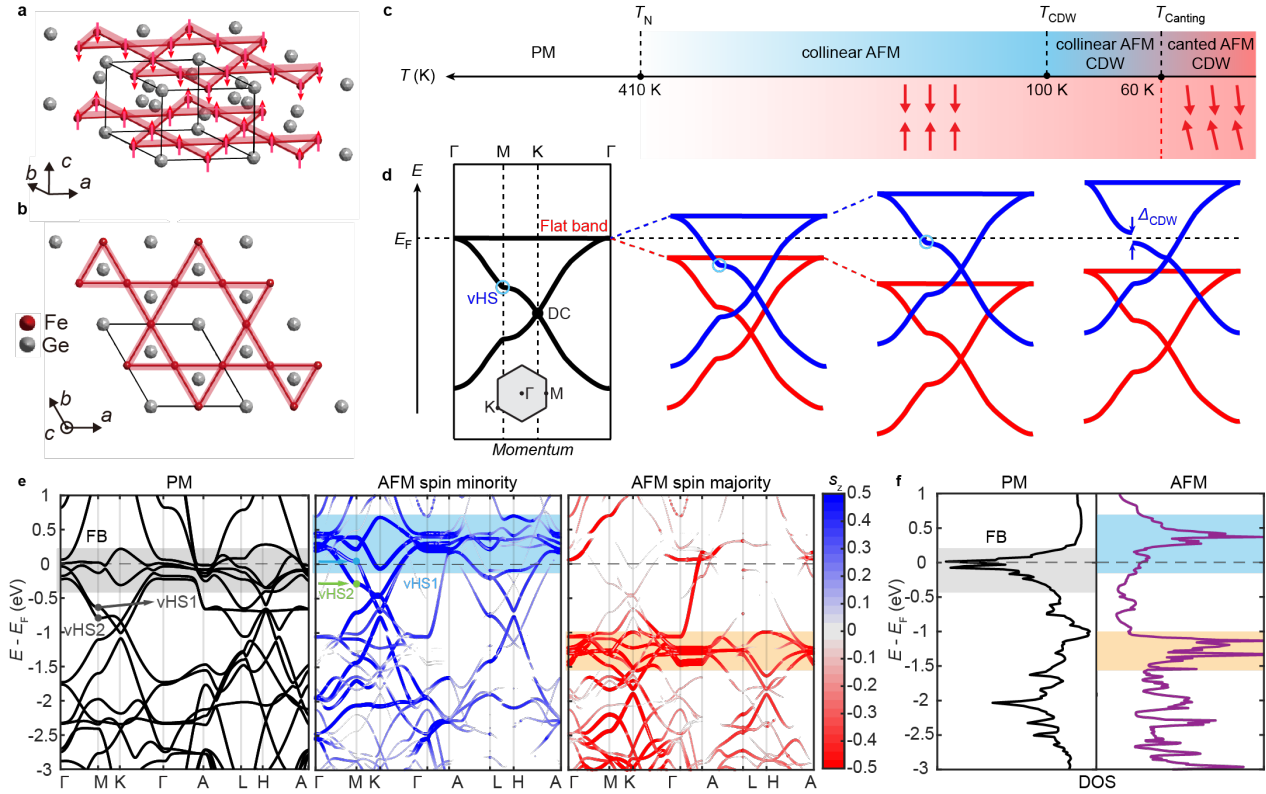 a
c
b
a
b
Fe
Ge
b
c
a
c
T_N
T_CDW
T_Canting
PM
collinear AFM
collinear AFM
CDW
canted AFM
CDW
T (K)
410 K
100 K
60 K
d
E
Γ
M
K
Γ
E_F
Flat band
vHS
DC
Γ
M
K
Momentum
Δ_CDW
e
PM
AFM spin minority
AFM spin majority
s_z
E - E_F (eV)
1
0.5
0
-0.5
-1
-1.5
-2
-2.5
-3
FB
vHS1
vHS2
Γ M K Γ A L H A
vHS2
vHS1
Γ M K Γ A L H A
Γ M K Γ A L H A
0.5
0.4
0.3
0.2
0.1
0
-0.1
-0.2
-0.3
-0.4
-0.5
f
PM
AFM
E - E_F (eV)
1
0.5
0
-0.5
-1
-1.5
-2
-2.5
-3
FB
DOS